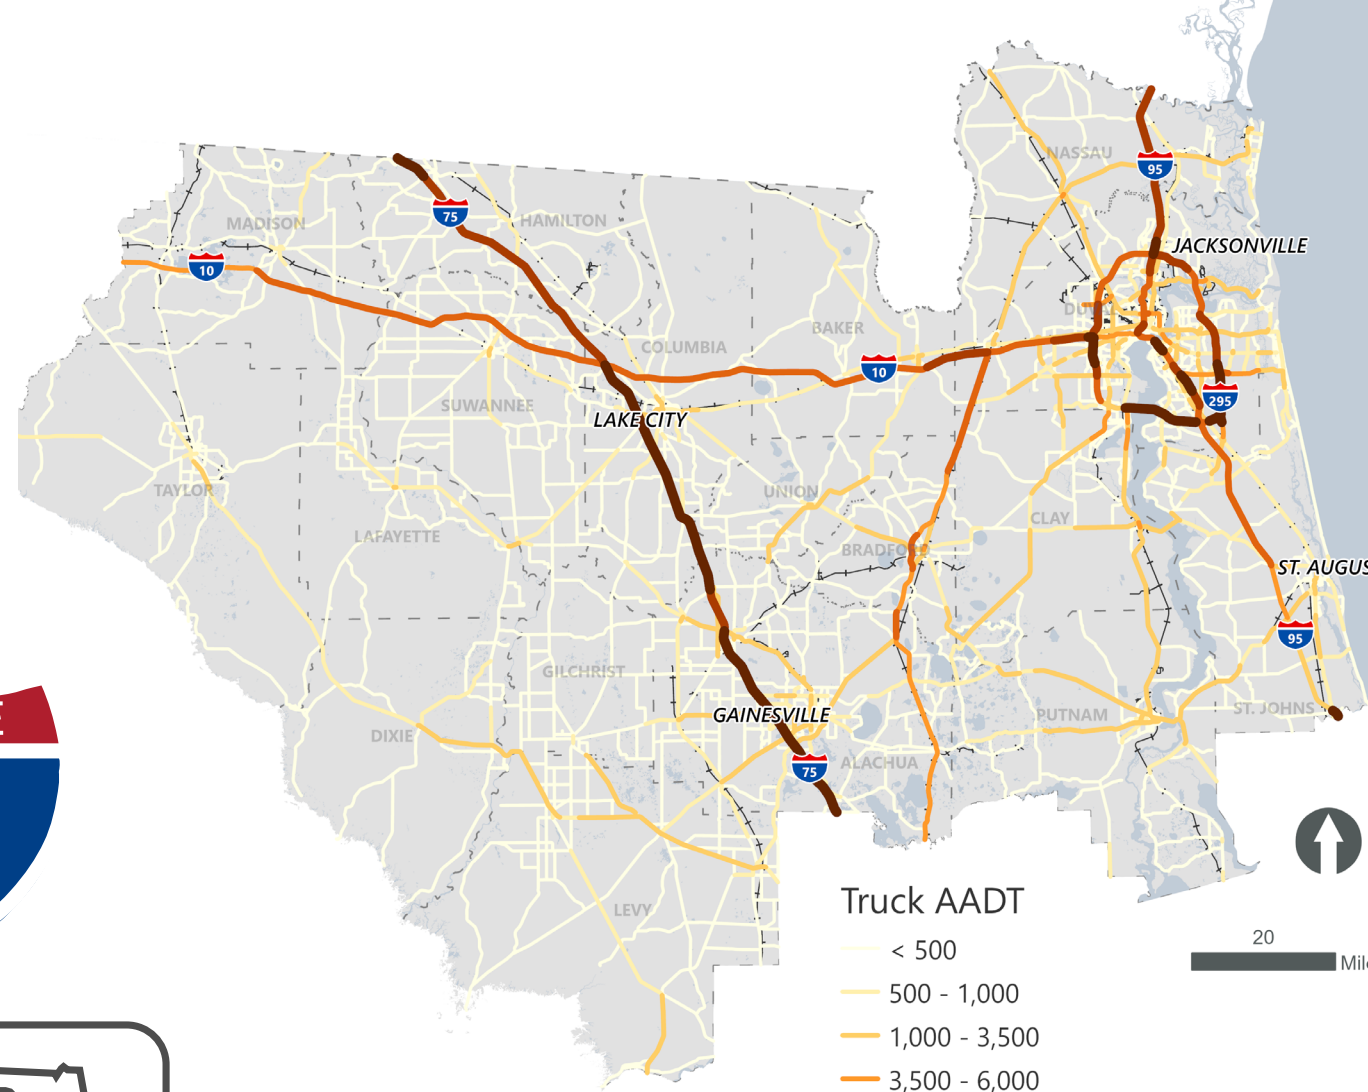 NASSAU
95
MADISON
HAMILTON
75
JACKSONVILLE
10
DUVAL
BAKER
COLUMBIA
10
SUWANNEE
295
LAKE CITY
TAYLOR
UNION
CLAY
LAFAYETTE
BRADFORD
ST. AUGUS
95
GILCHRIST
GAINESVILLE
PUTNAM
ST. JOHNS
E
DIXIE
75
ALACHUA
Truck AADT
LEVY
< 500
20
Mil
500 - 1,000
1,000 - 3,500
3,500 - 6,000